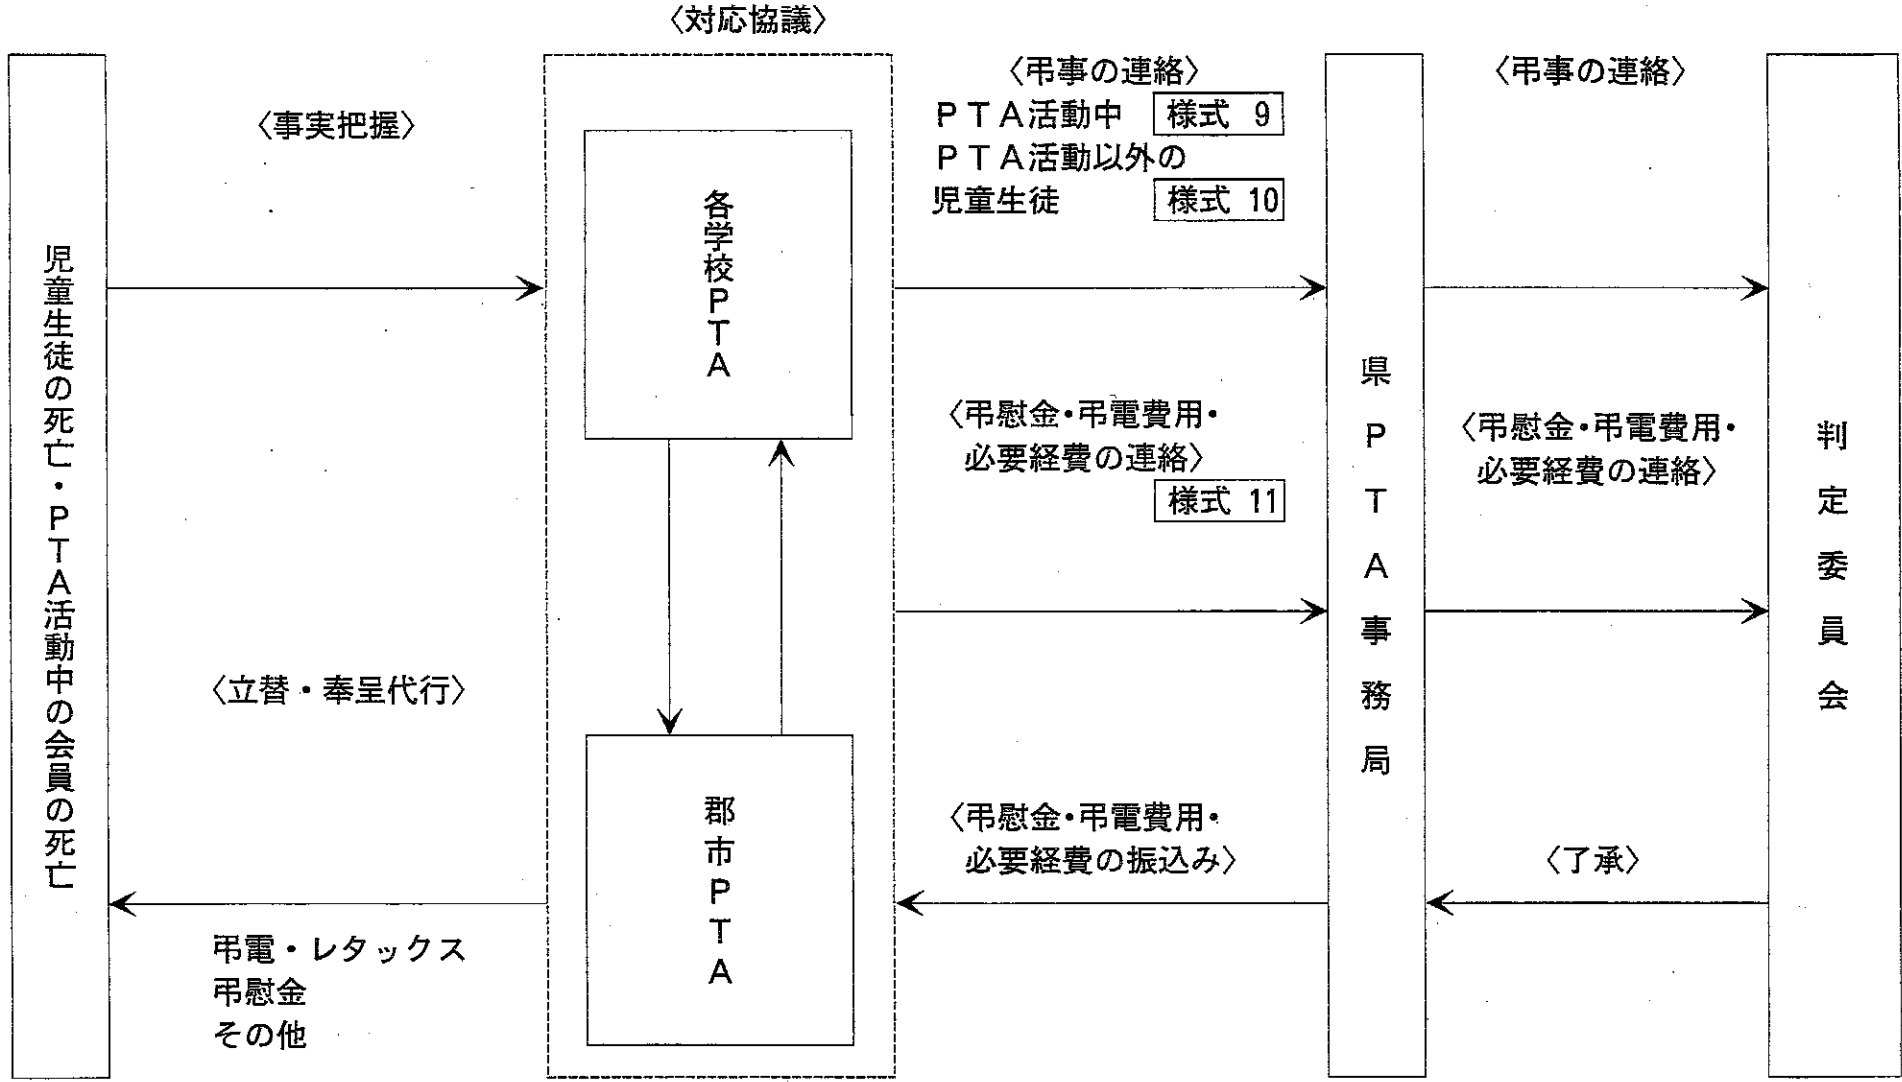 〈対応協議〉
児童生徒の死亡・PTA活動中の会員の死亡
〈事実把握〉
〈立替・奉呈代行〉
弔電・レタックス
弔慰金
その他
各学校PTA
郡市PTA
〈弔事の連絡〉
PTA活動中 様式 9
PTA活動以外の
児童生徒 様式 10
〈弔慰金・弔電費用・
必要経費の連絡〉
様式 11
〈弔慰金・弔電費用・
必要経費の振込み〉
県PTA事務局
〈弔事の連絡〉
〈弔慰金・弔電費用・
必要経費の連絡〉
〈了承〉
判定委員会